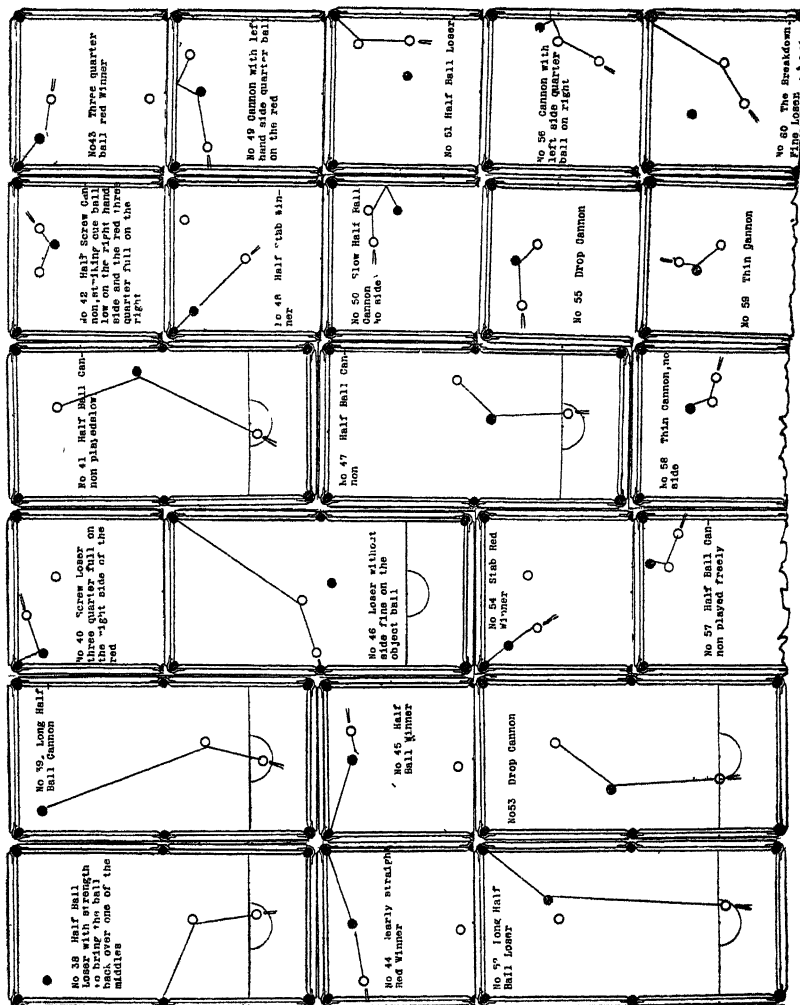 No 38 Half Ball
Loser with strength
to bring the ball
back over one of the
middles
No 39. Long Half
Ball Cannon
No 40 Screw Loser
three quarter full on
the right side of the
red
No 41 Half Ball Can-
non played slow
No 42 Half Screw Can-
non, striking cue ball
low on the right hand
side and the red three
quarter full on the
right
No43 Three quarter
ball red Winner
No 44 Nearly straight
Red Winner
No 45 Half
Ball Winner
No 46 Loser without
side fine on the
object ball
No 47 Half Ball Can-
non
No 48 Half Stab Win-
ner
No 49 Cannon with left
hand side quarter ball
on the red
No 50 Slow Half Ball
Cannon
No side
No 51 Half Ball Loser
Long Half
Ball Loser
No53 Drop Cannon
No 54 Stab Red
Winner
No 55 Drop Cannon
No 56 Cannon with
left side quarter
ball on right
No 57 Half Ball Can-
non played freely
No 58 Thin Cannon, no
side
No 59 Thin Cannon
No 60 The Breakdown.
Fine Loser